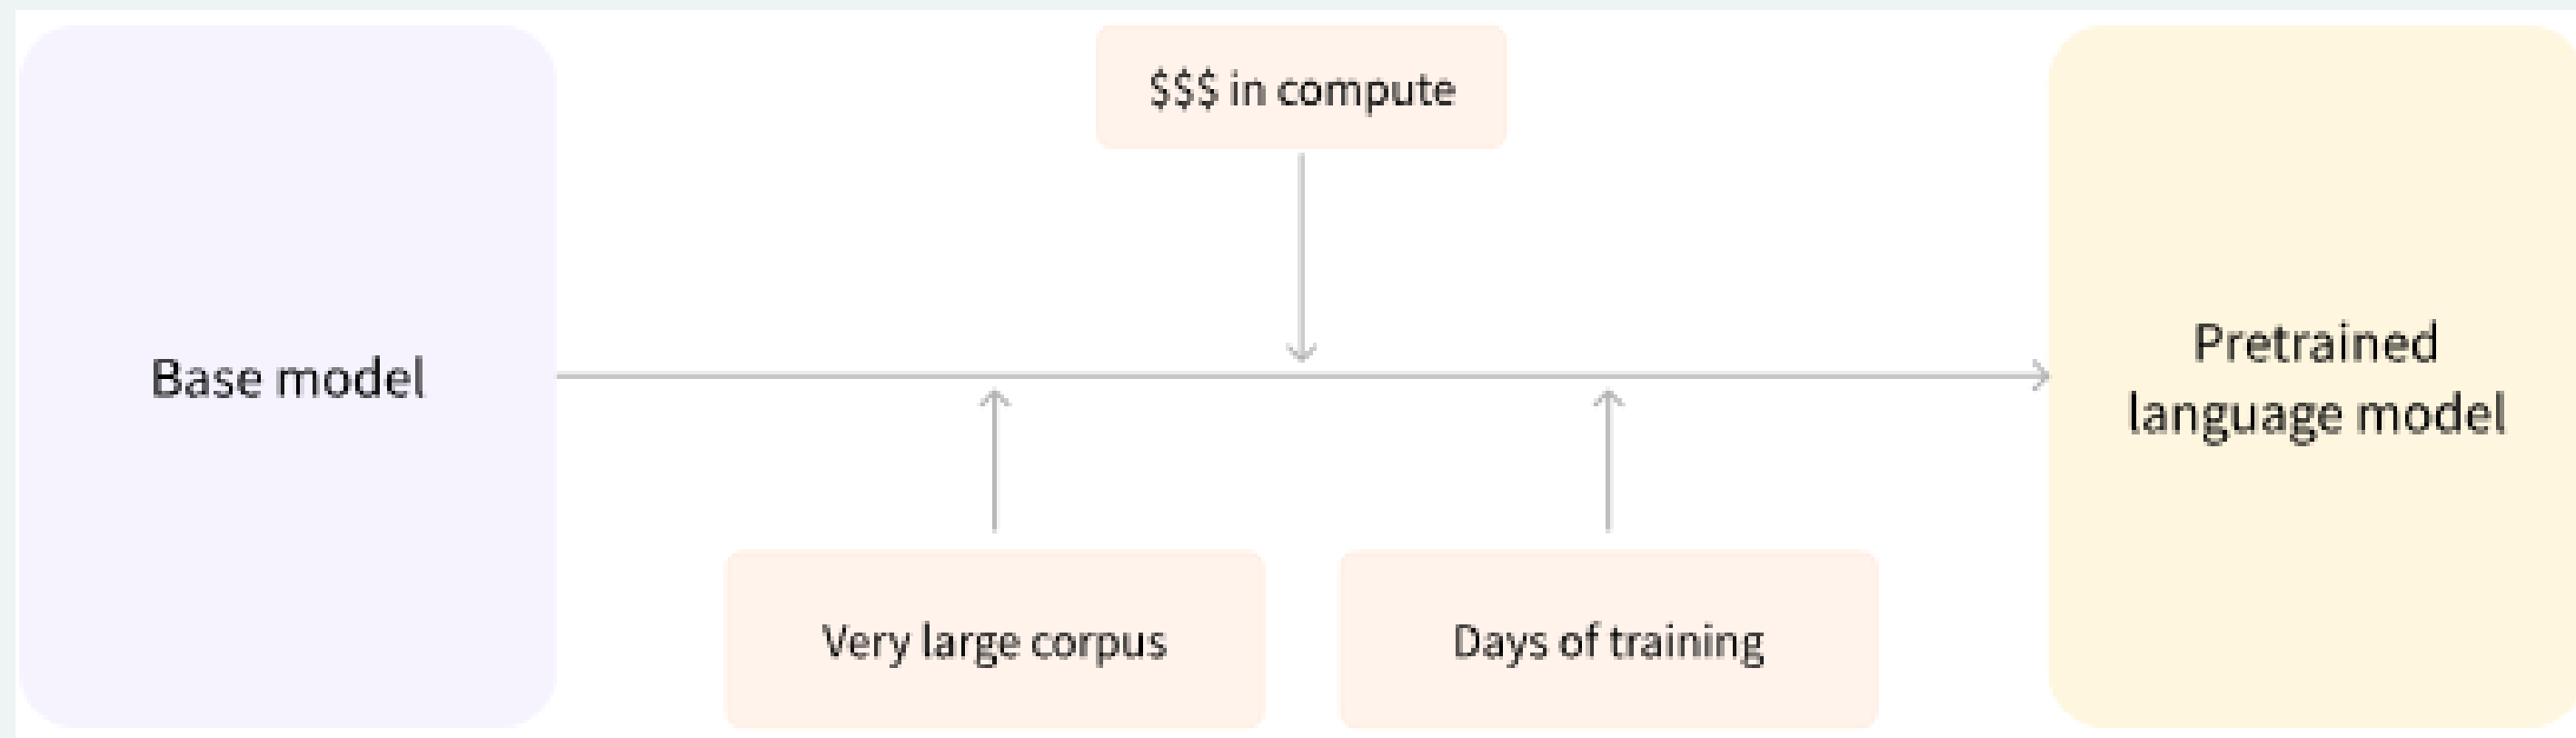 $$$ in compute
Base model
Pretrained
language model
Very large corpus
Days of training